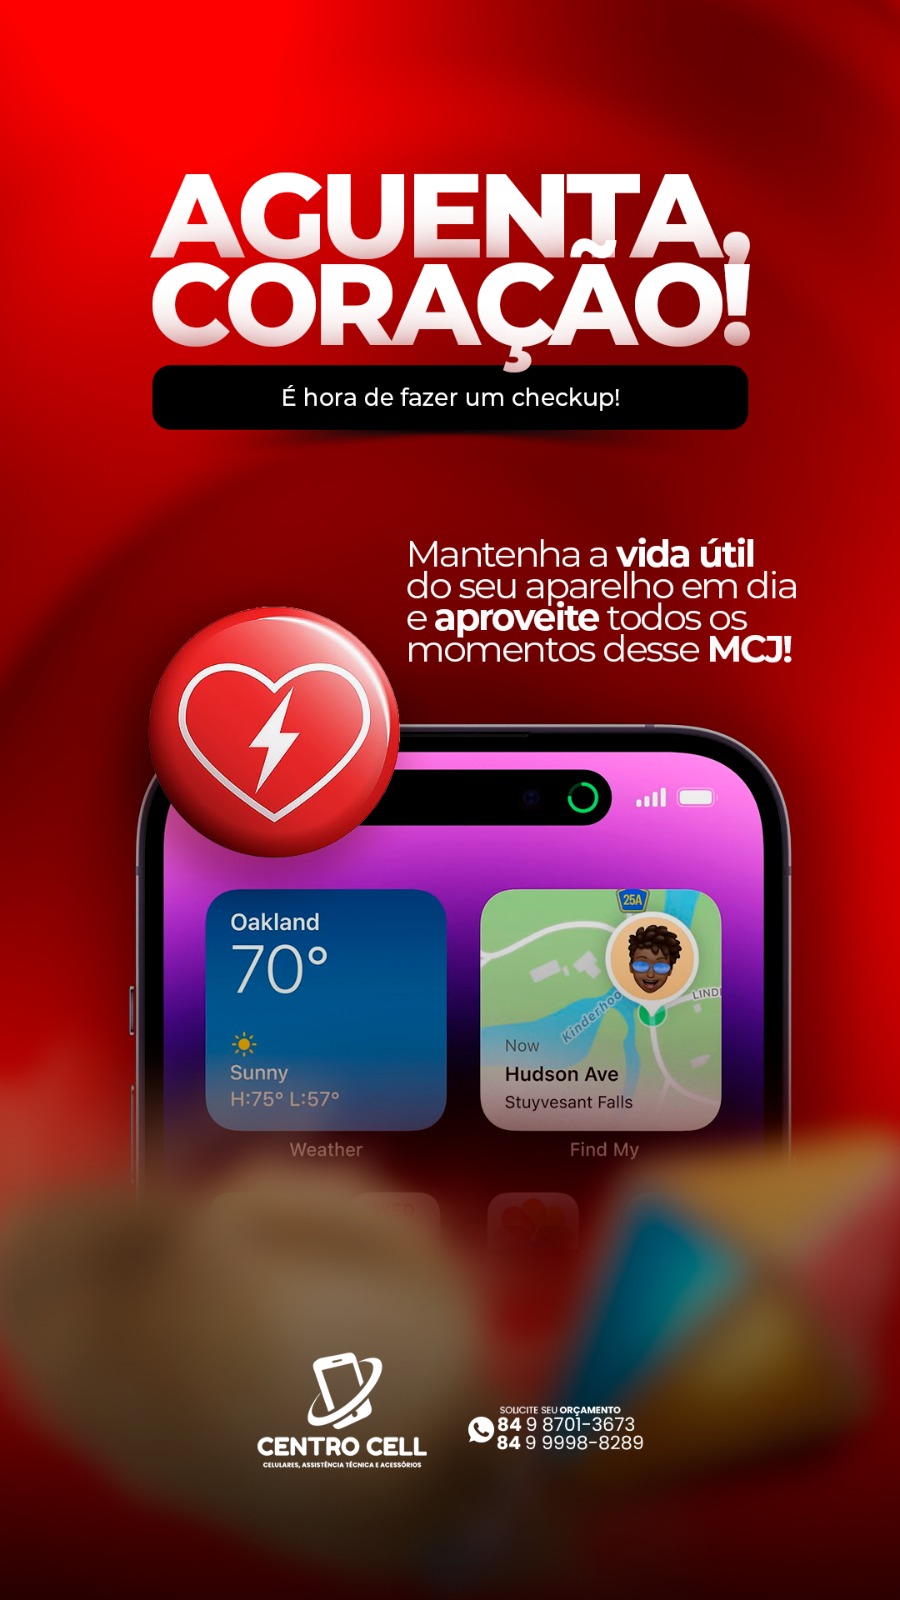 AGUENTA,
CORAÇÃO!
É hora de fazer um checkup!
Mantenha a vida útil
do seu aparelho em dia
e aproveite todos os
momentos desse MCJ!
Oakland
70°
Sunny
H:75° L:57°
Weather
25A
Kinderhoo
LINDE
Now
Hudson Ave
Stuyvesant Falls
Find My
CENTRO CELL
CELULARES, ASSISTÊNCIA TÉCNICA E ACESSÓRIOS
SOLICITE SEU ORÇAMENTO
84 9 8701-3673
84 9 9998-8289